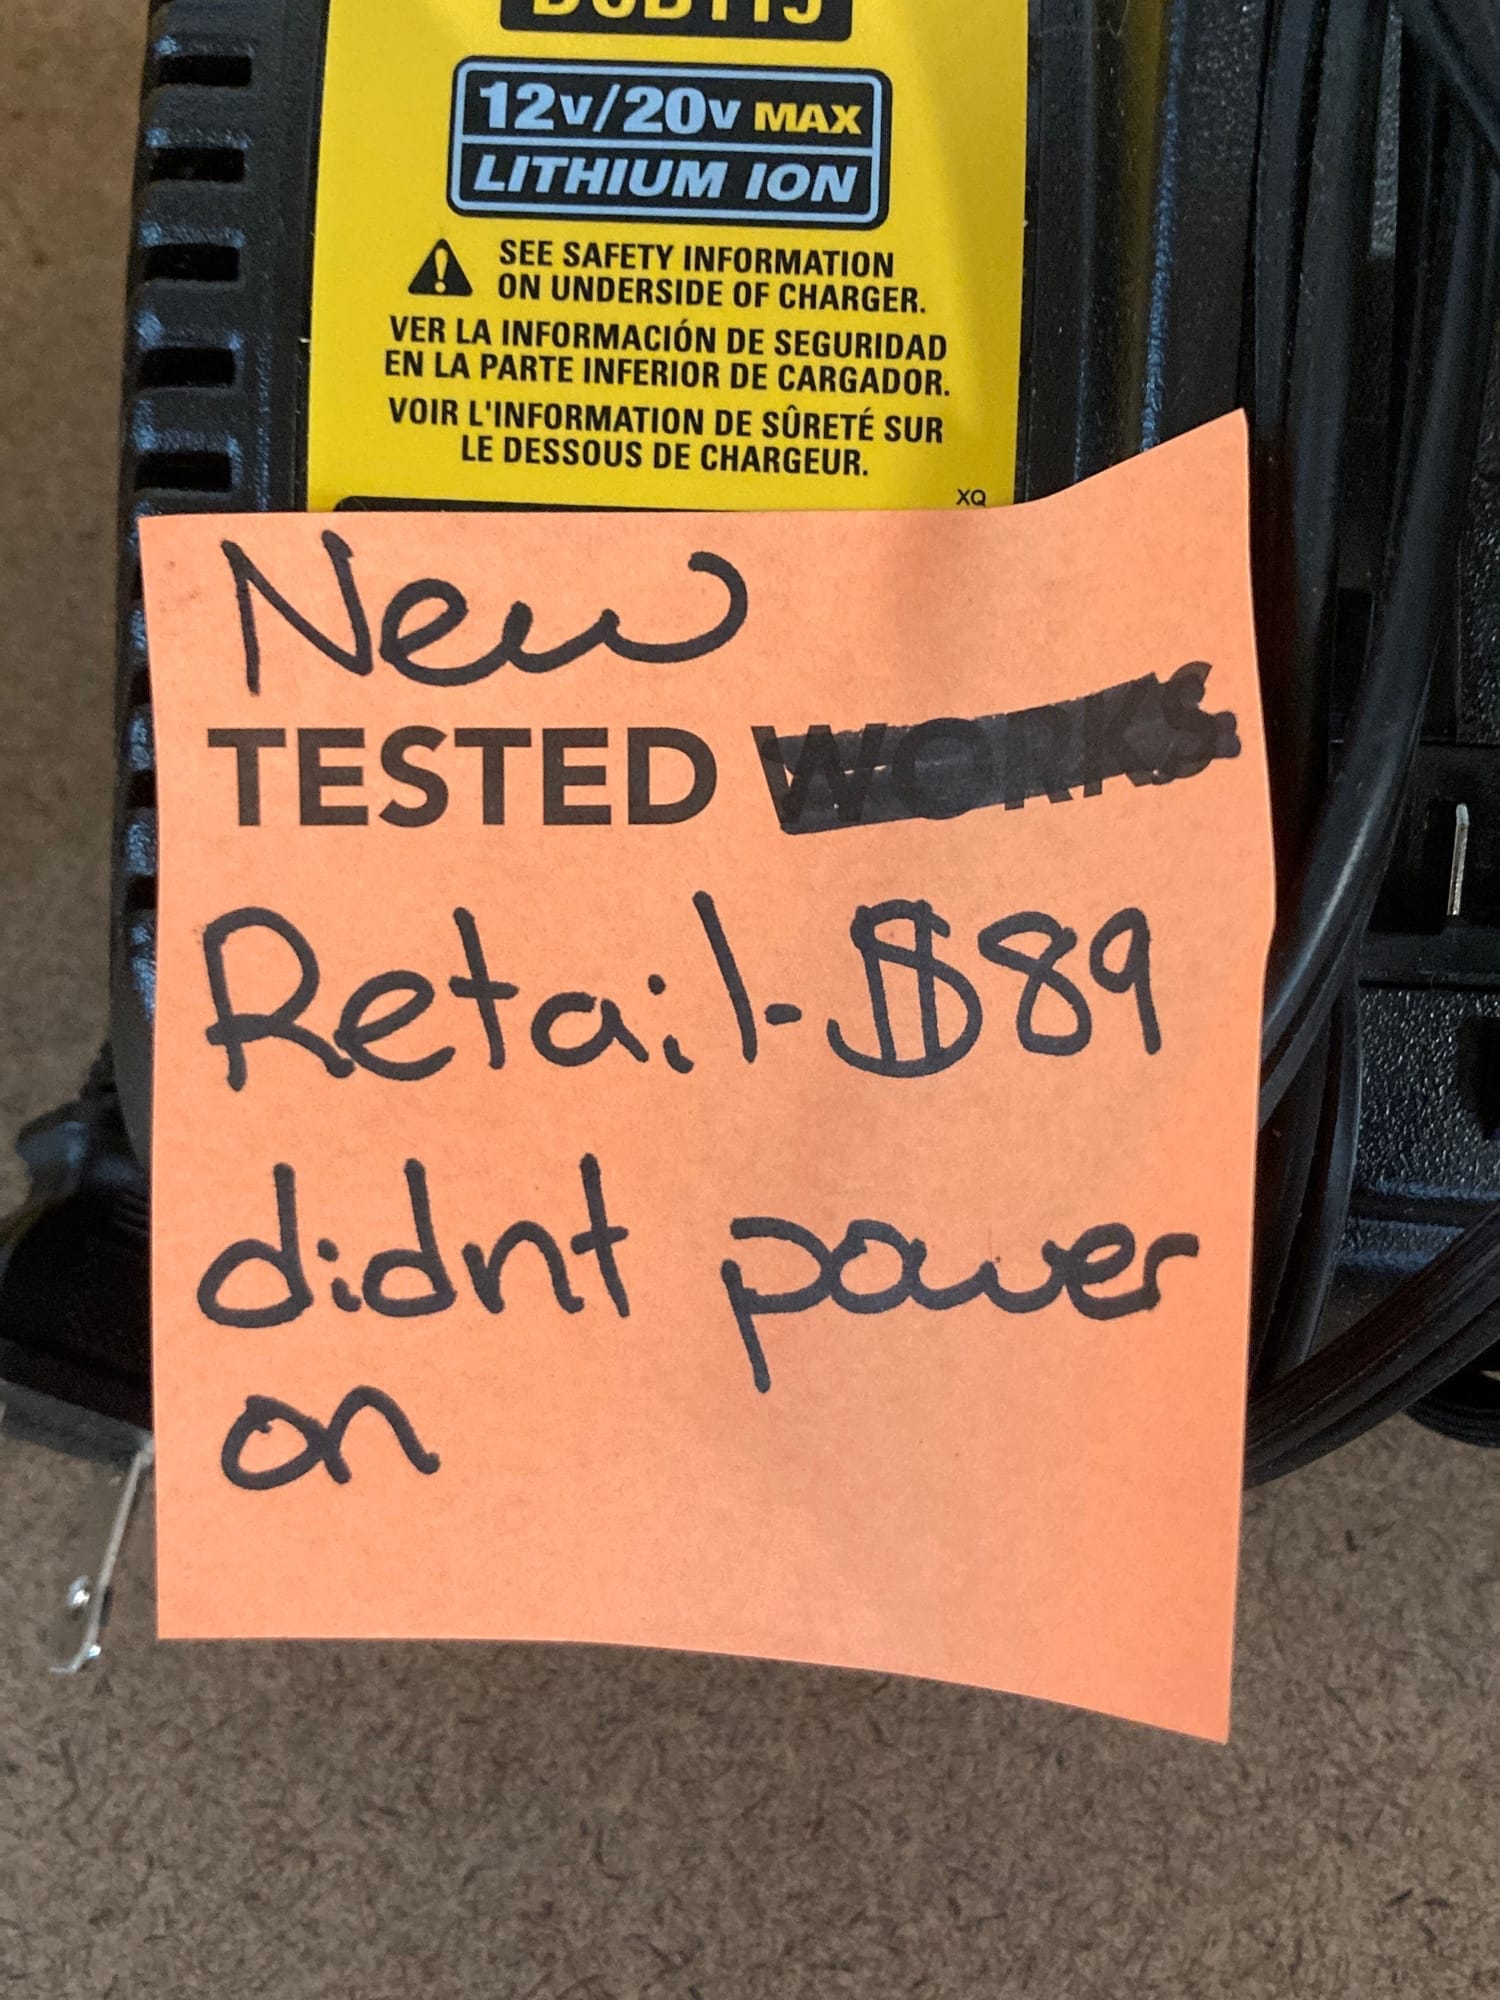 DCB115
12V/20V MAX
LITHIUM ION
SEE SAFETY INFORMATION
ON UNDERSIDE OF CHARGER.
VER LA INFORMACIÓN DE SEGURIDAD
EN LA PARTE INFERIOR DE CARGADOR.
VOIR L'INFORMATION DE SÛRETÉ SUR
LE DESSOUS DE CHARGEUR.
XQ
New
TESTED WORKS
Retail-$89
didnt power
on